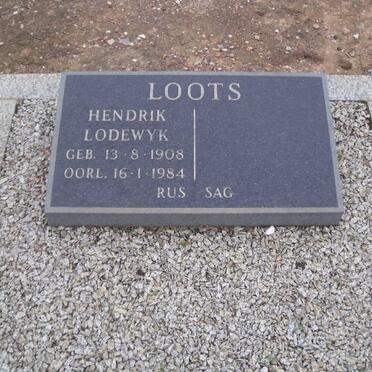 LOOTS
HENDRIK
LODEWYK
GEB. 13-8-1908
OORL. 16-1-1984
RUS SAG